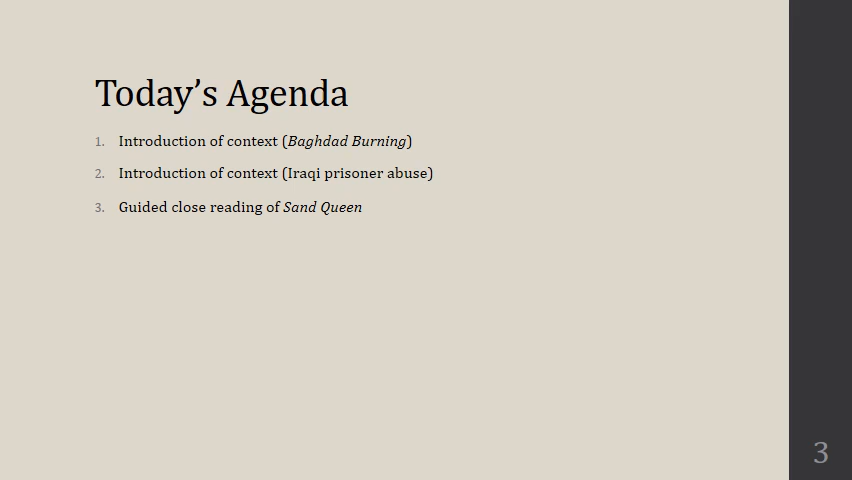 Today’s Agenda
1. Introduction of context (Baghdad Burning)
2. Introduction of context (Iraqi prisoner abuse)
3. Guided close reading of Sand Queen
3